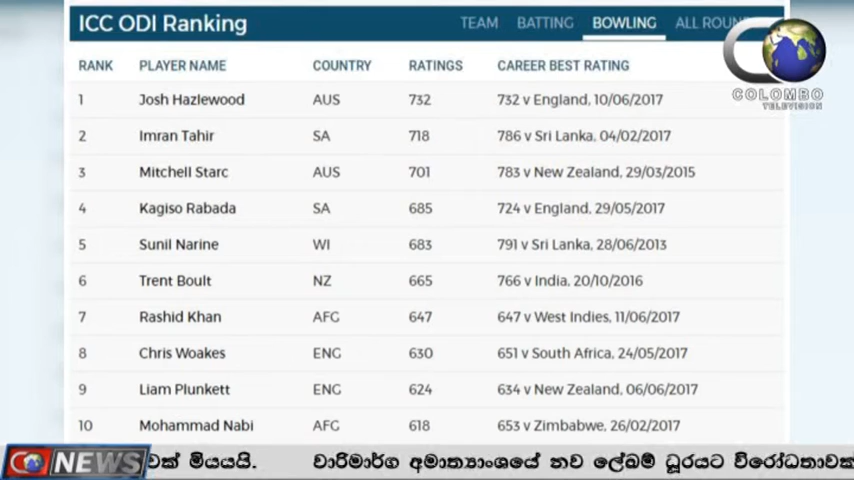 ICC ODI Ranking TEAM BATTING BOWLING ALL ROUN
COLOMBO
TELEVISION
RANK PLAYER NAME COUNTRY RATINGS CAREER BEST RATING
1 Josh Hazlewood AUS 732 732 v England, 10/06/2017
2 Imran Tahir SA 718 786 v Sri Lanka, 04/02/2017
3 Mitchell Starc AUS 701 783 v New Zealand, 29/03/2015
4 Kagiso Rabada SA 685 724 v England, 29/05/2017
5 Sunil Narine WI 683 791 v Sri Lanka, 28/06/2013
6 Trent Boult NZ 665 766 v India, 20/10/2016
7 Rashid Khan AFG 647 647 v West Indies, 11/06/2017
8 Chris Woakes ENG 630 651 v South Africa, 24/05/2017
9 Liam Plunkett ENG 624 634 v New Zealand, 06/06/2017
10 Mohammad Nabi AFG 618 653 v Zimbabwe, 26/02/2017
NEWS වක් මියයයි. වාරිමාර්ග අමාත්‍යාංශයේ නව ලේඛම් ධූරයට විරෝධතාවක්